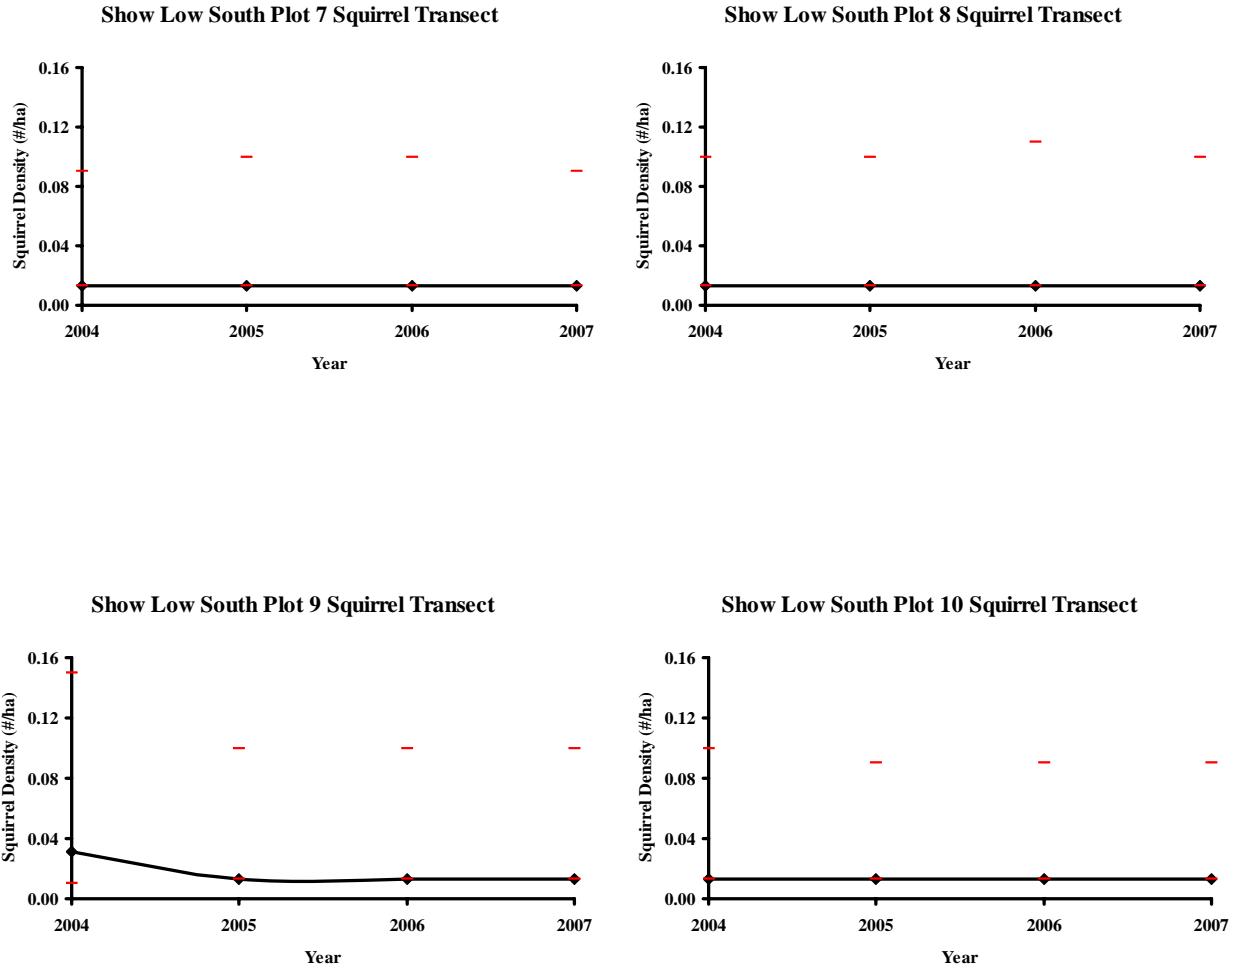 Show Low South Plot 7 Squirrel Transect
Squirrel Density (#/ha)
0.16
0.12
0.08
0.04
0.00
2004 2005 2006 2007
Year
Show Low South Plot 8 Squirrel Transect
Squirrel Density (#/ha)
0.16
0.12
0.08
0.04
0.00
2004 2005 2006 2007
Year
Show Low South Plot 9 Squirrel Transect
Squirrel Density (#/ha)
0.16
0.12
0.08
0.04
0.00
2004 2005 2006 2007
Year
Show Low South Plot 10 Squirrel Transect
Squirrel Density (#/ha)
0.16
0.12
0.08
0.04
0.00
2004 2005 2006 2007
Year